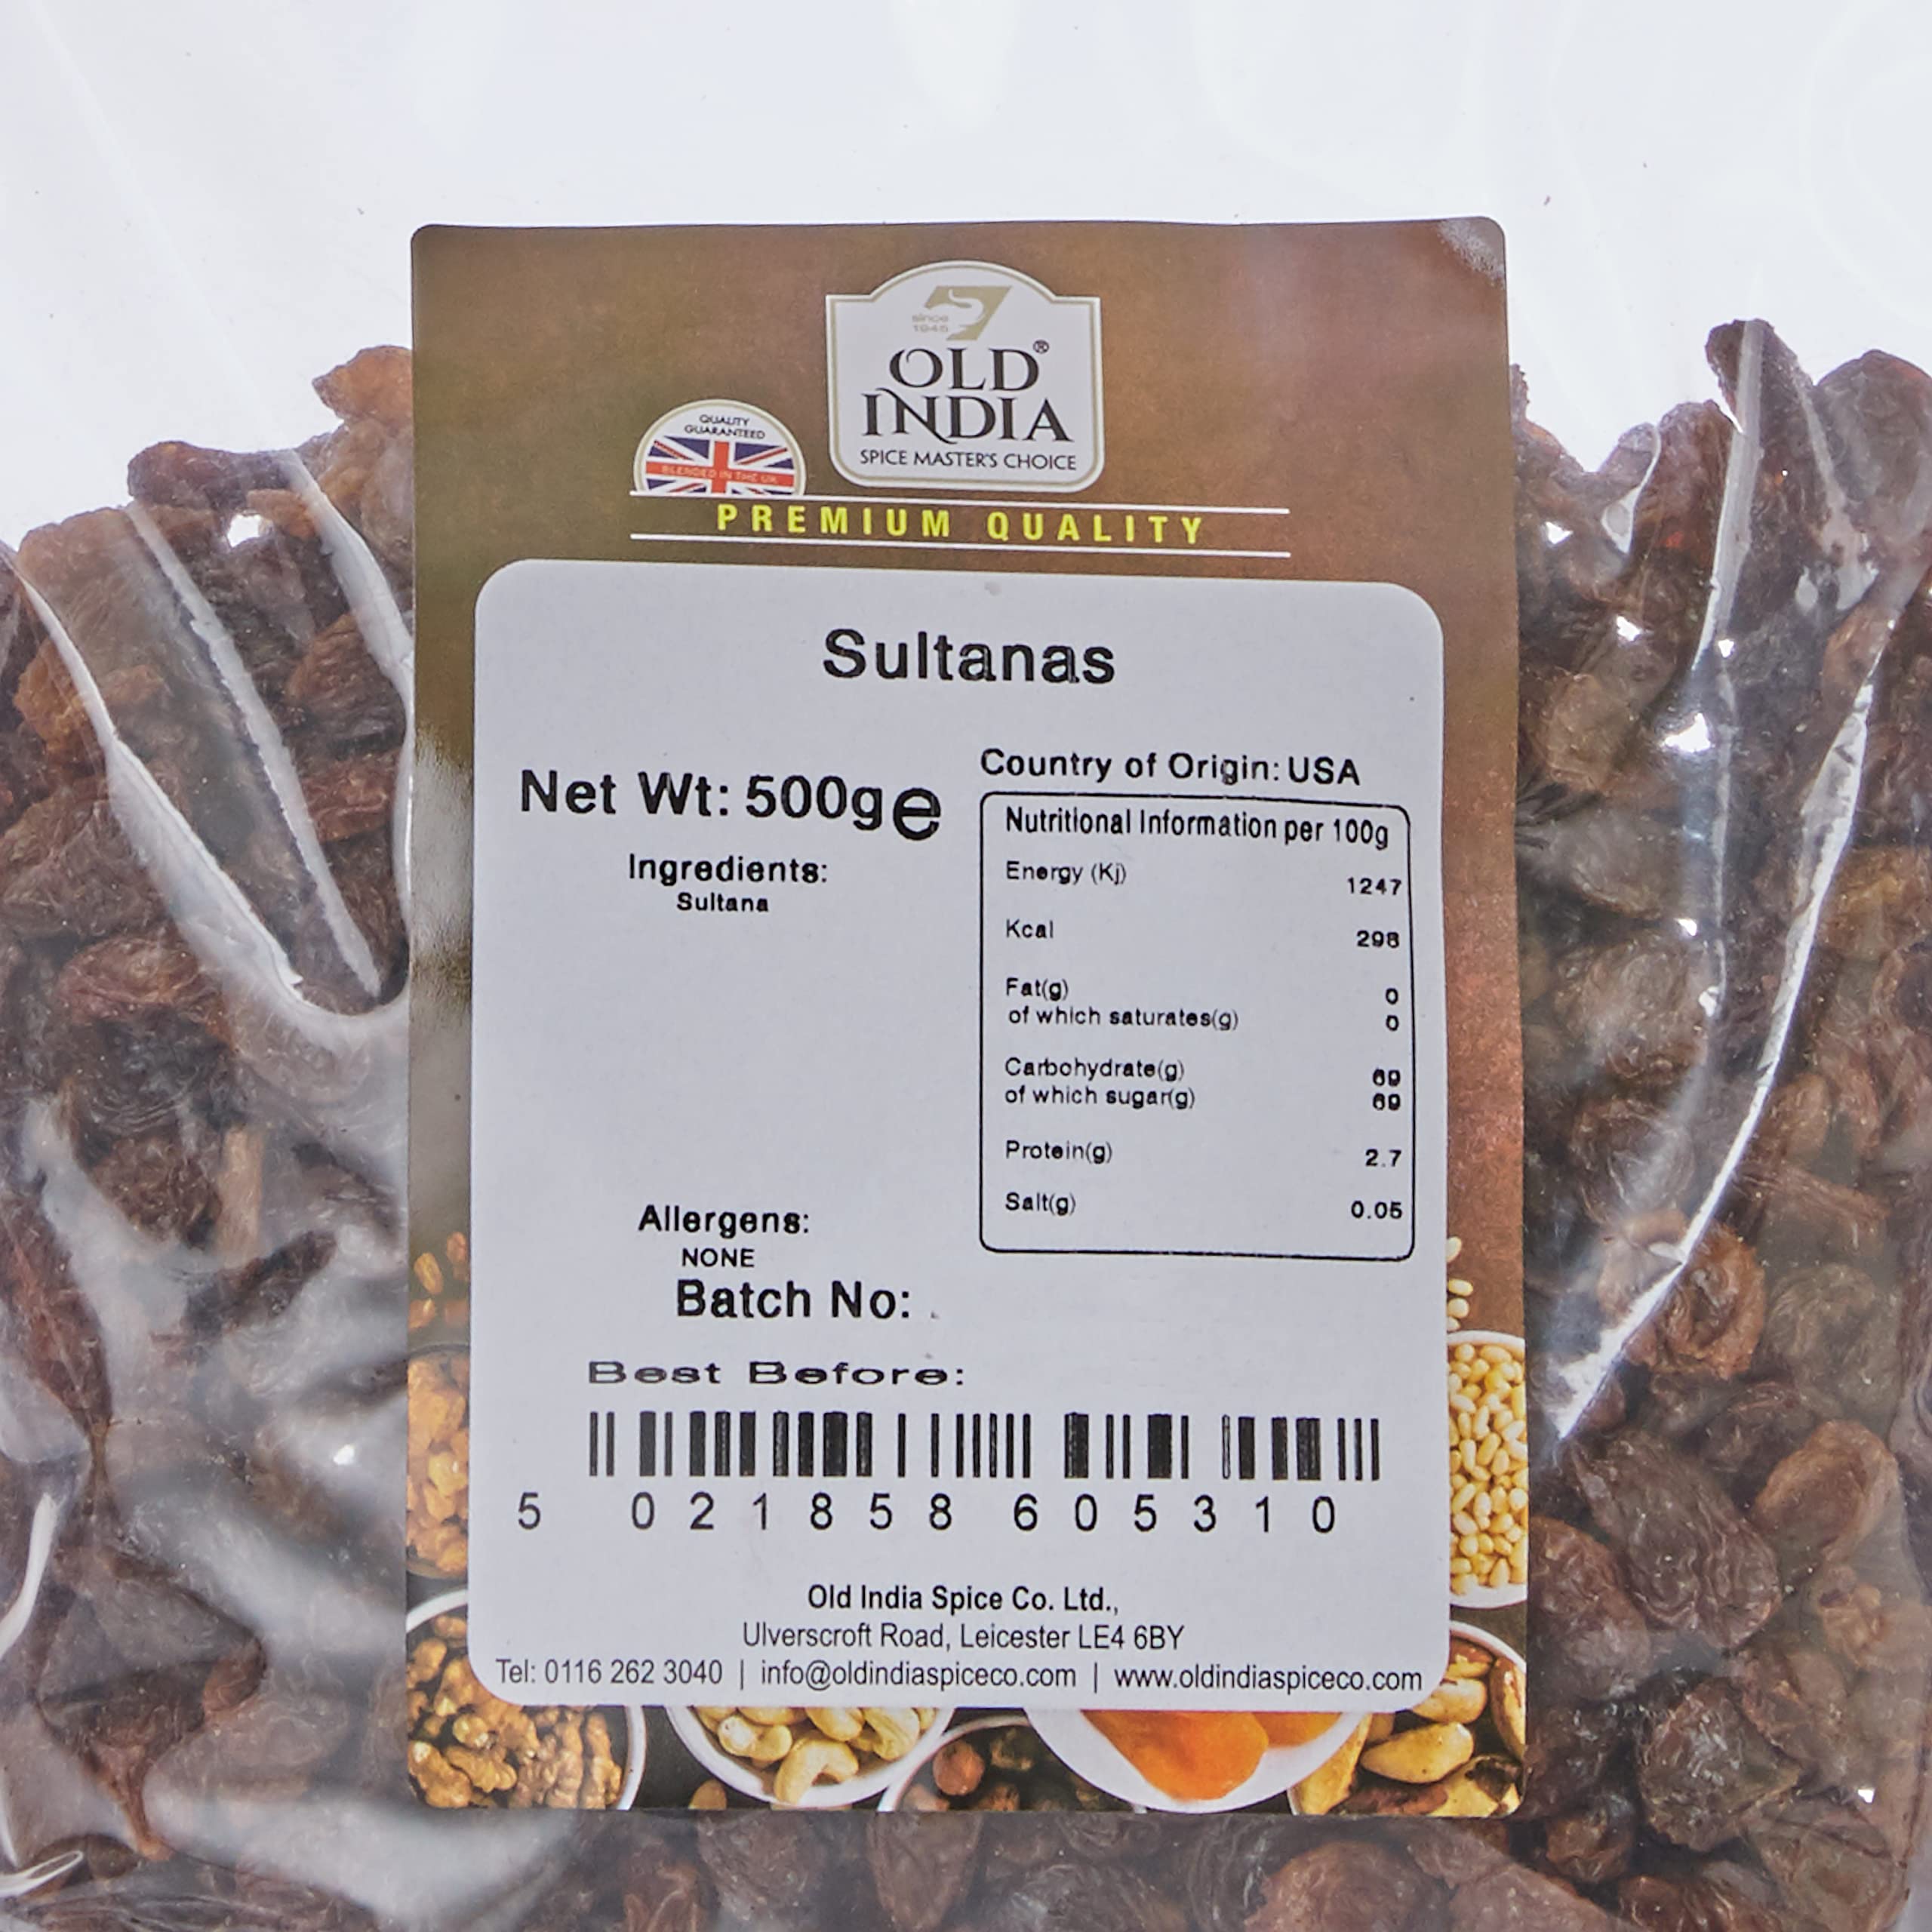 since
1945
OLD®
INDIA
SPICE MASTER'S CHOICE
QUALITY
GUARANTEED
BLENDED IN THE UK
PREMIUM QUALITY
Sultanas
Net Wt: 500g e
Ingredients:
Sultana
Country of Origin: USA
Nutritional Information per 100g
Energy (Kj) 1247
Kcal 298
Fat(g) 0
of which saturates(g) 0
Carbohydrate(g) 69
of which sugar(g) 69
Protein(g) 2.7
Salt(g) 0.05
Allergens:
NONE
Batch No:
Best Before:
5 021858 605310
Old India Spice Co. Ltd.,
Ulverscroft Road, Leicester LE4 6BY
Tel: 0116 262 3040 | info@oldindiaspiceco.com | www.oldindiaspiceco.com